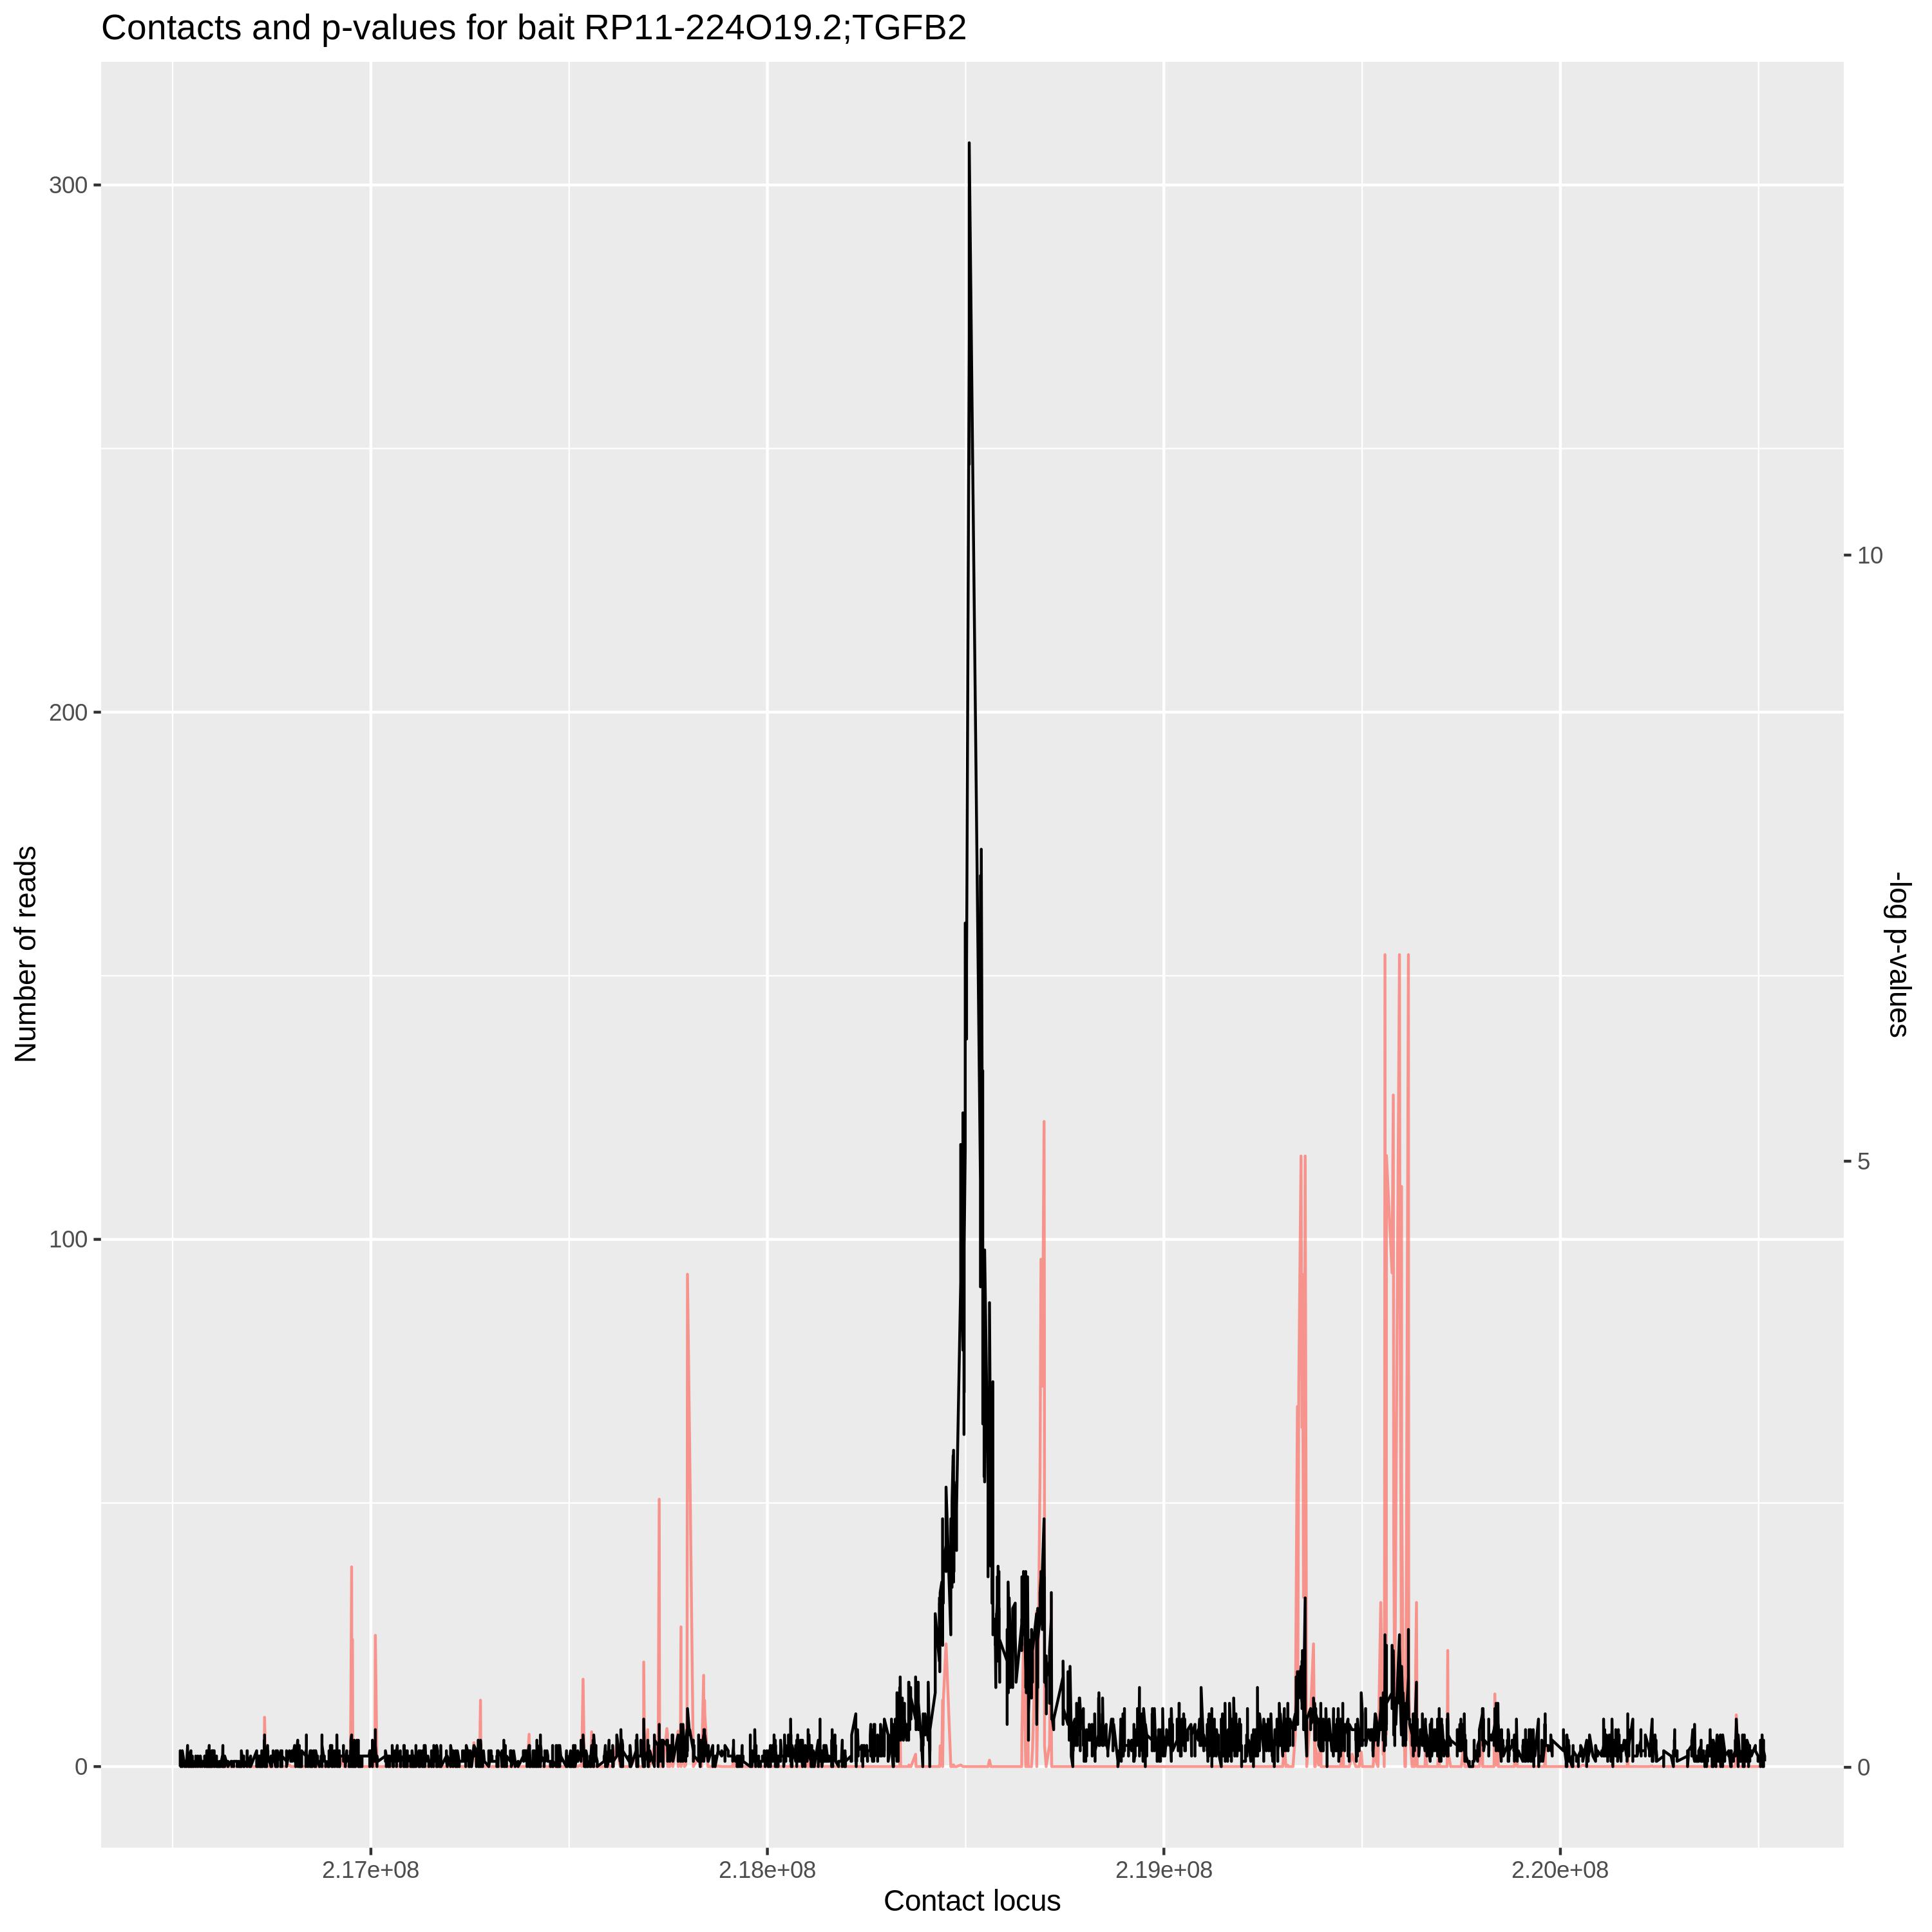 Contacts and p-values for bait RP11-224O19.2;TGFB2
300
200
100
0
Number of reads
10
5
0
-log p-values
2.17e+08
2.18e+08
2.19e+08
2.20e+08
Contact locus